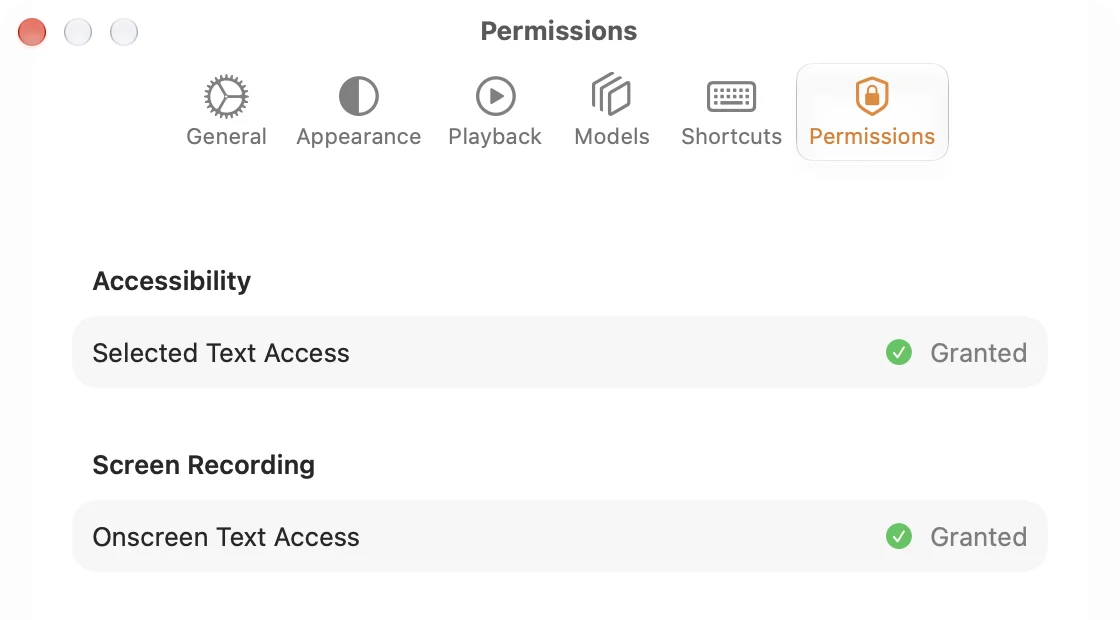 Permissions
General Appearance Playback Models Shortcuts Permissions
Accessibility
Selected Text Access Granted
Screen Recording
Onscreen Text Access Granted